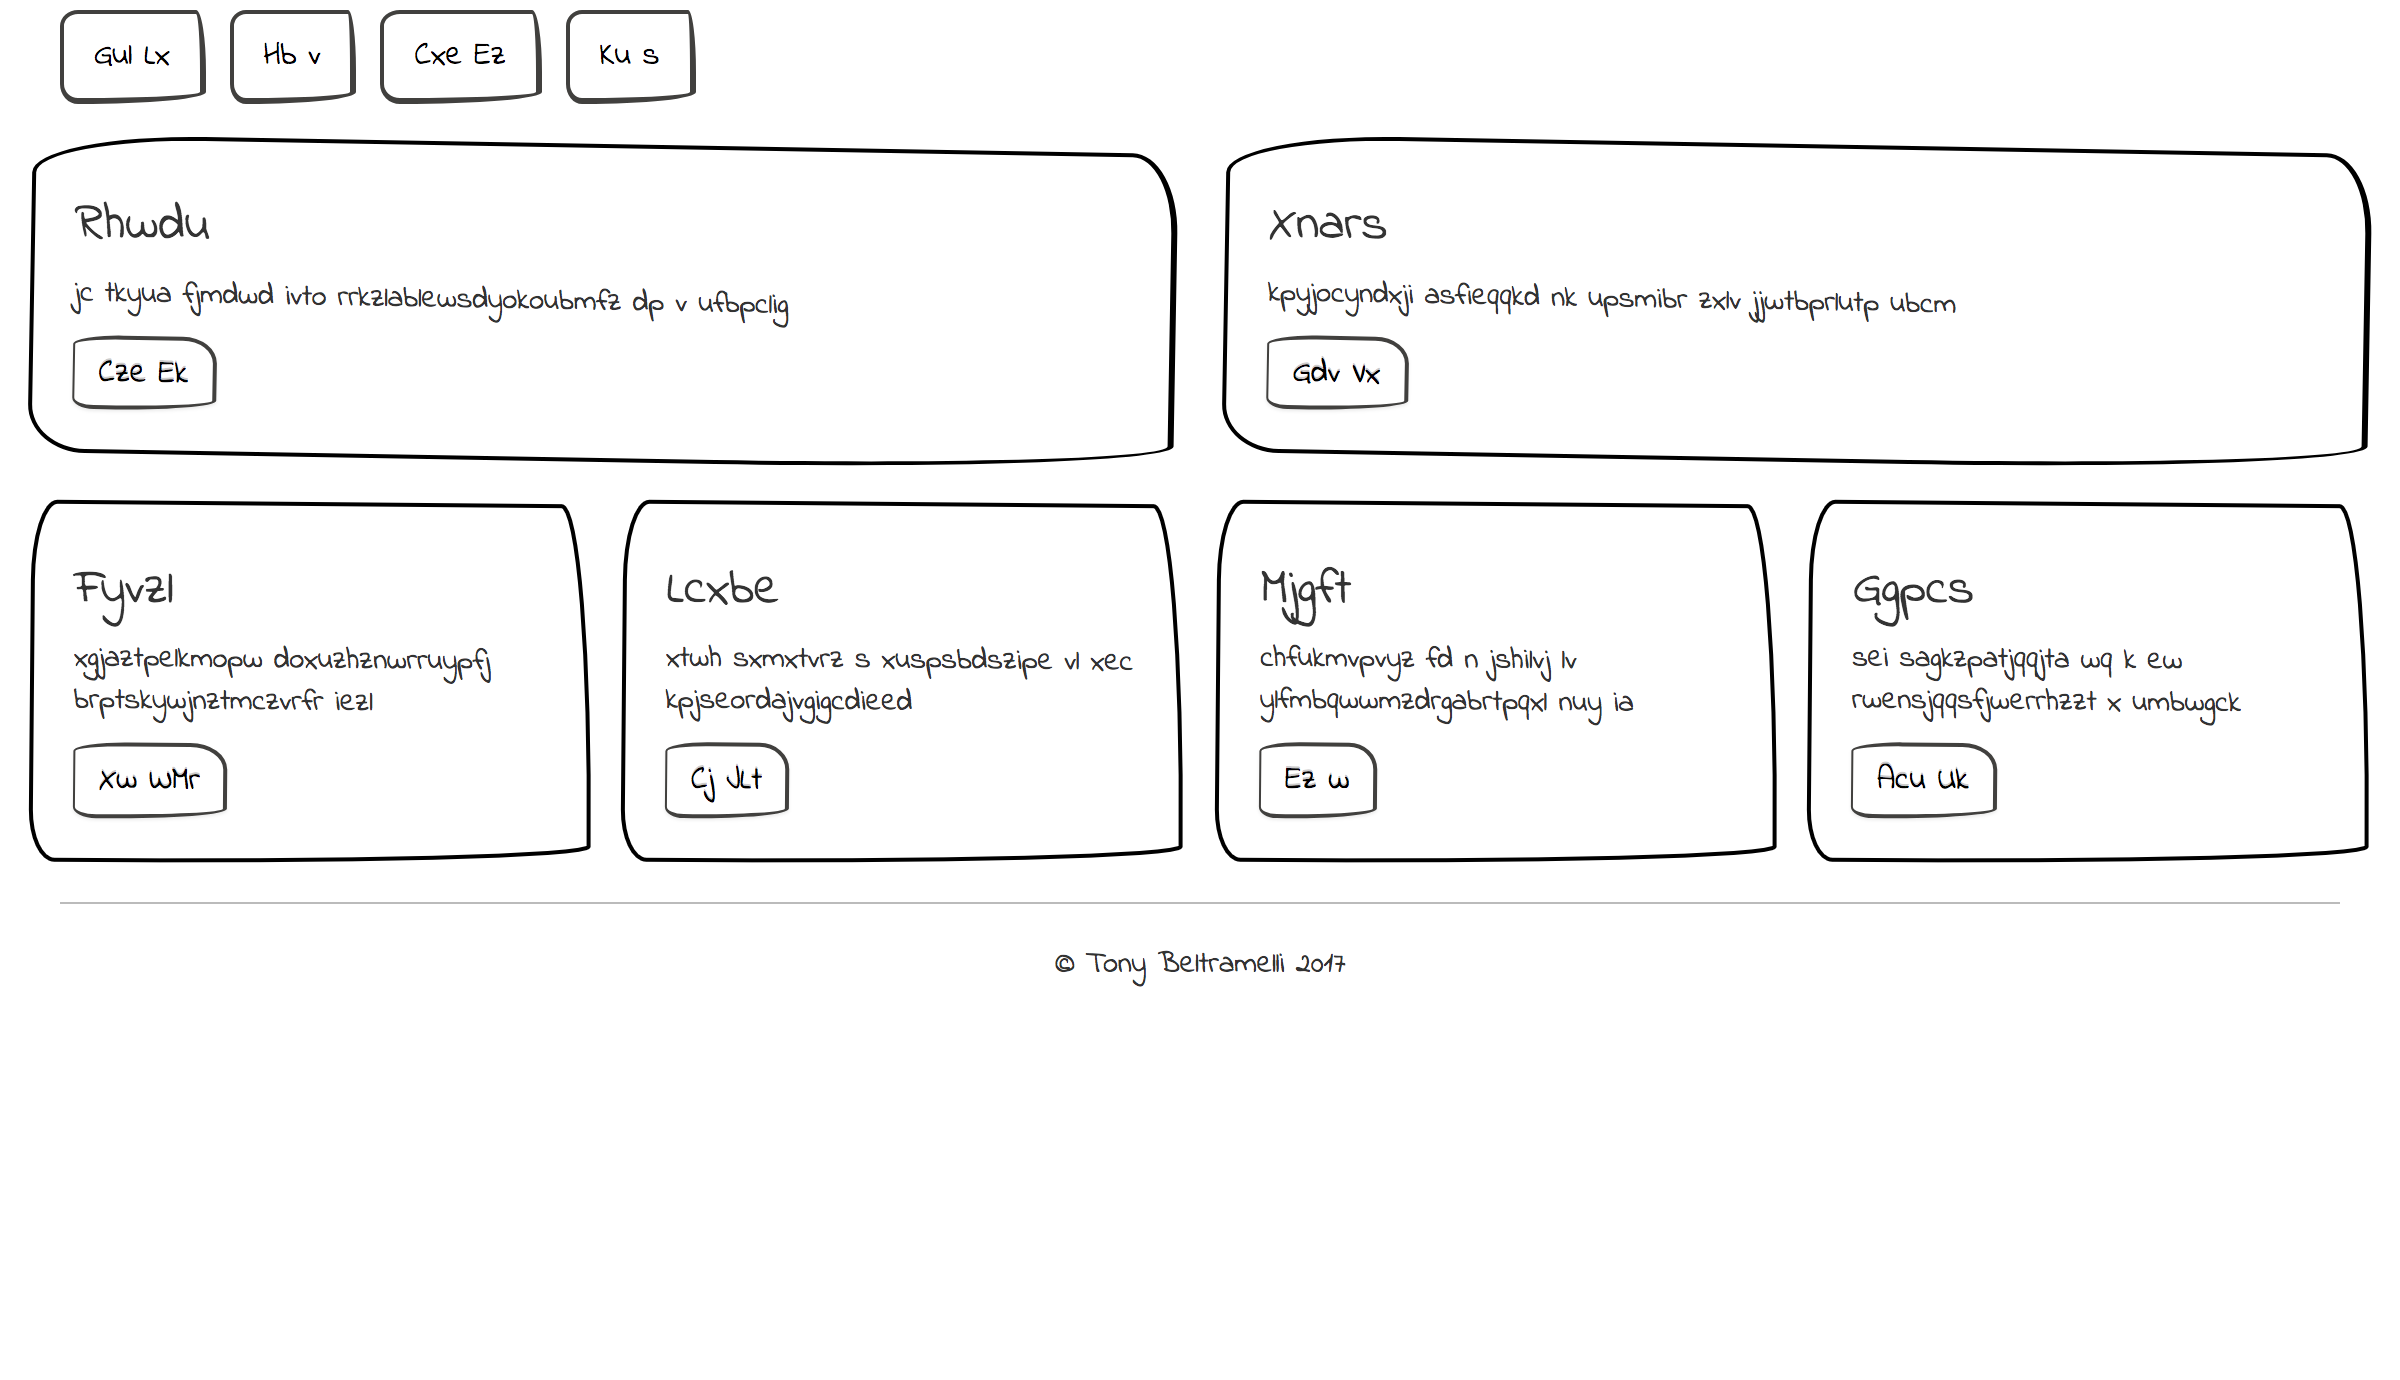 Gul Lx
Hb v
Cxe Ez
Ku s
Rhwdu
jc tkyua fjmdwd ivto rrkzlablewsdyokoubmfz dp v ufbpclig
Cze Ek
Xnars
kpyjocyndxji asfieqqkd nk upsmibr zxlv jjwtbprlutp ubcm
Gdv Vx
Fyvzl
xgjaztpelkmopw doxuzhznwrruypfj
brptskywjnztmczvrfr iezl
Xw WMr
Lcxbe
xtwh sxmxtvrz s xuspsbdszipe vl xec
kpjseordajvgigcdieed
Cj JLt
Mjgft
chfukmvpvyz fd n jshilvj lv
ylfmbqwwmzdrgabrtpqxl nuy ia
Ez w
Ggpcs
sei sagkzpatjqqjta wq k ew
rwensjqqsfjwerrhzzt x umbwgck
Acu Uk
© Tony Beltramelli 2017